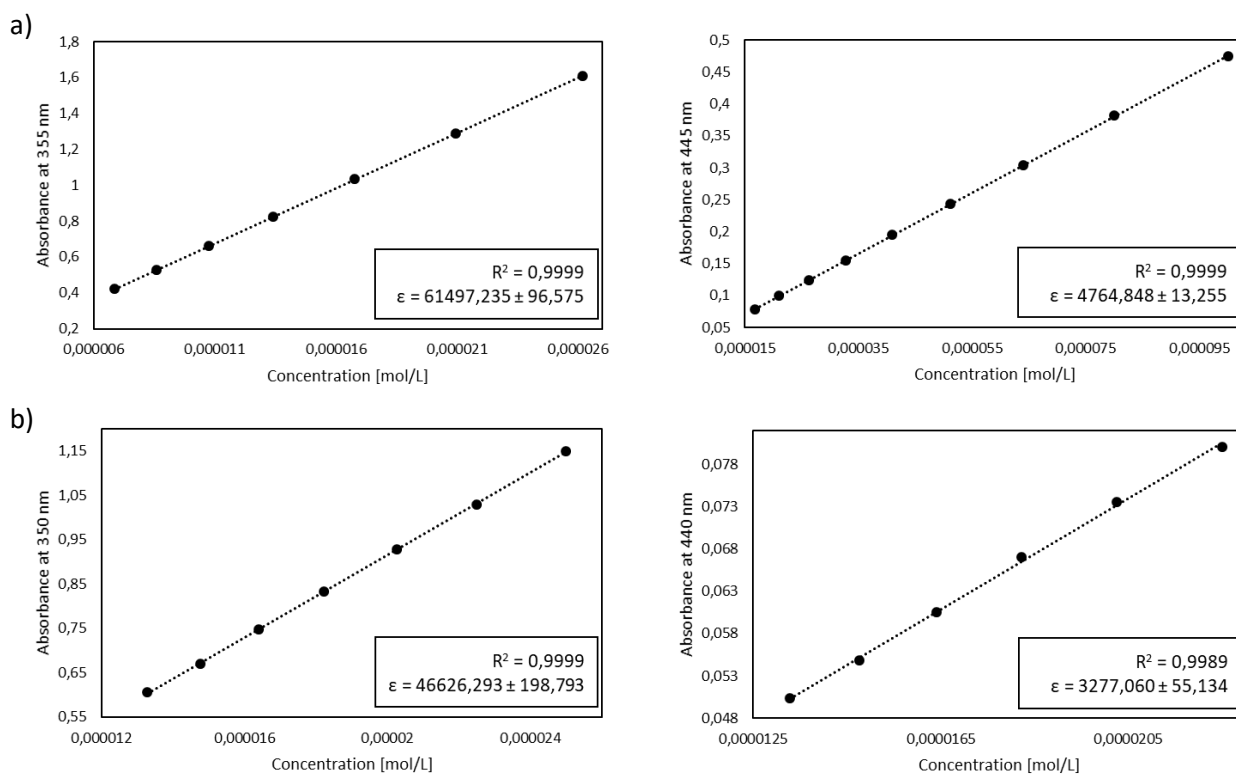 a)
Absorbance at 355 nm
1,8
1,6
1,4
1,2
1
0,8
0,6
0,4
0,2
R² = 0,9999
ε = 61497,235 ± 96,575
0,000006 0,000011 0,000016 0,000021 0,000026
Concentration [mol/L]
Absorbance at 445 nm
0,5
0,45
0,4
0,35
0,3
0,25
0,2
0,15
0,1
0,05
R² = 0,9999
ε = 4764,848 ± 13,255
0,000015 0,000035 0,000055 0,000075 0,000095
Concentration [mol/L]
b)
Absorbance at 350 nm
1,15
1,05
0,95
0,85
0,75
0,65
0,55
R² = 0,9999
ε = 46626,293 ± 198,793
0,000012 0,000016 0,00002 0,000024
Concentration [mol/L]
Absorbance at 440 nm
0,078
0,073
0,068
0,063
0,058
0,053
0,048
R² = 0,9989
ε = 3277,060 ± 55,134
0,0000125 0,0000165 0,0000205
Concentration [mol/L]